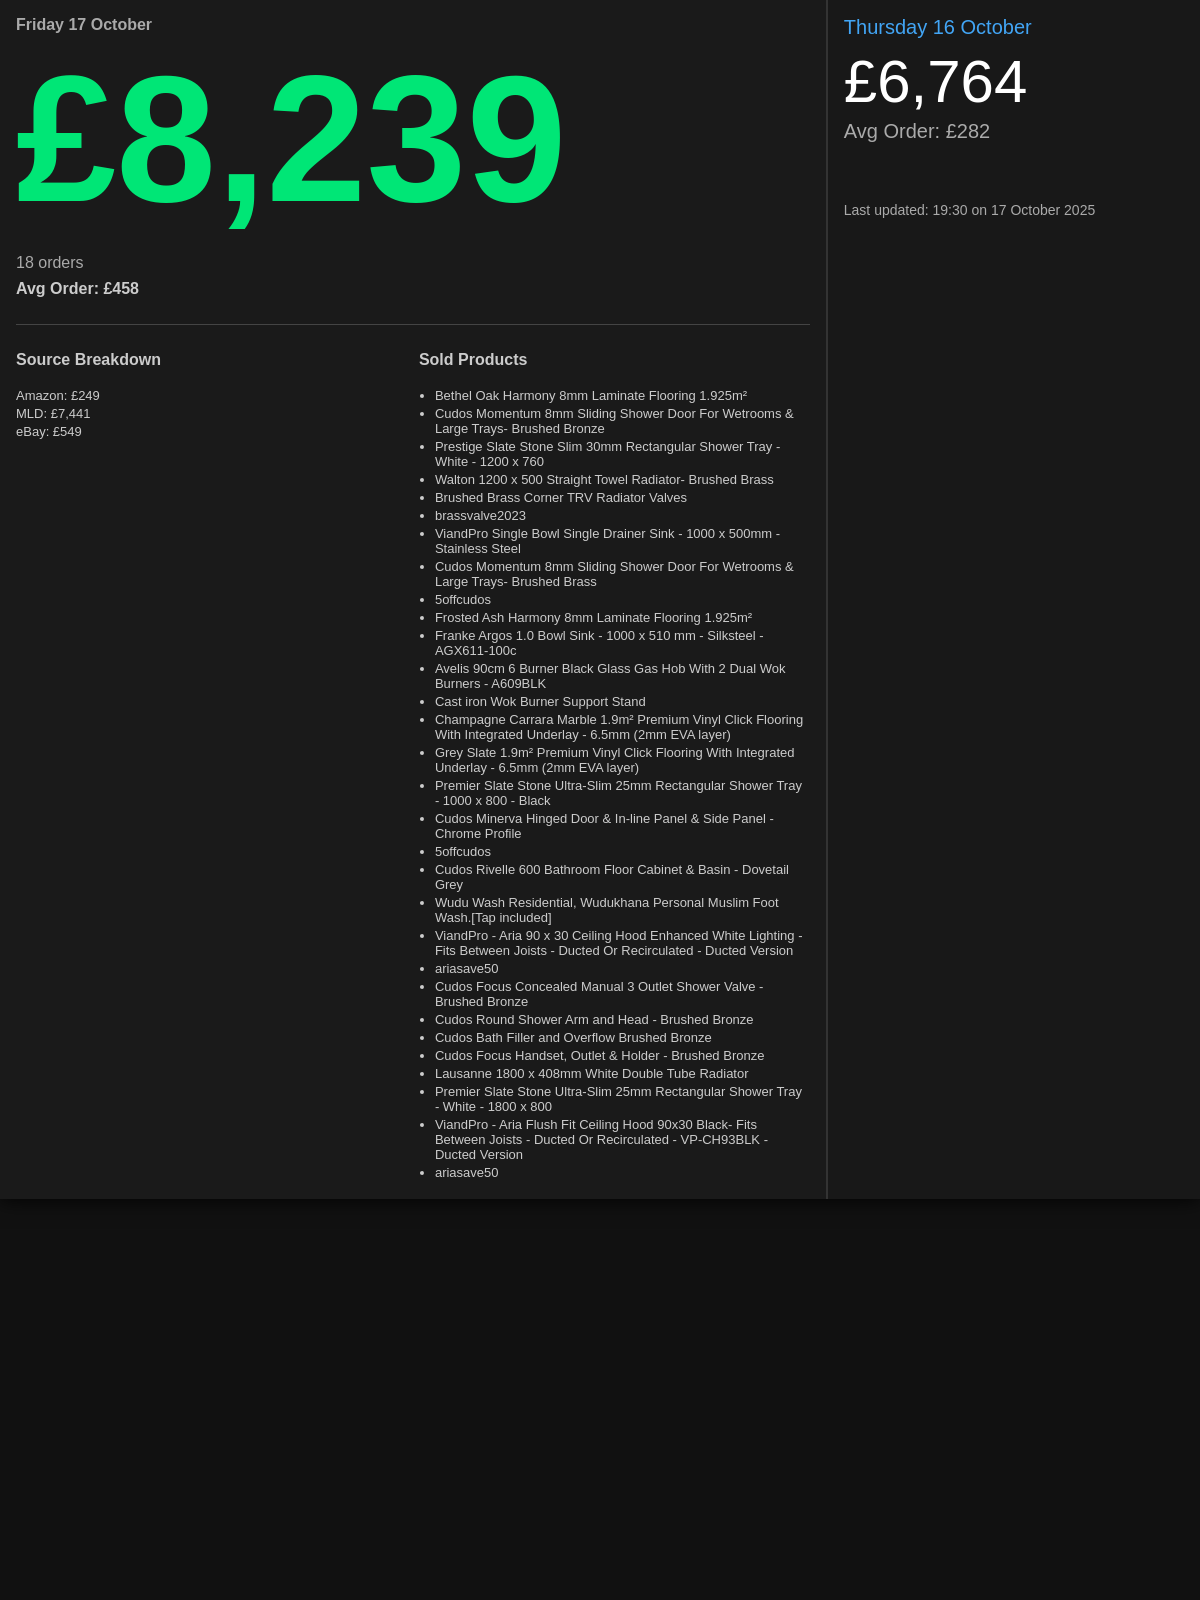 Friday 17 October
£8,239
18 orders
Avg Order: £458
Source Breakdown
Amazon: £249
MLD: £7,441
eBay: £549
Sold Products
Bethel Oak Harmony 8mm Laminate Flooring 1.925m²
Cudos Momentum 8mm Sliding Shower Door For Wetrooms &
Large Trays- Brushed Bronze
Prestige Slate Stone Slim 30mm Rectangular Shower Tray -
White - 1200 x 760
Walton 1200 x 500 Straight Towel Radiator- Brushed Brass
Brushed Brass Corner TRV Radiator Valves
brassvalve2023
ViandPro Single Bowl Single Drainer Sink - 1000 x 500mm -
Stainless Steel
Cudos Momentum 8mm Sliding Shower Door For Wetrooms &
Large Trays- Brushed Brass
5offcudos
Frosted Ash Harmony 8mm Laminate Flooring 1.925m²
Franke Argos 1.0 Bowl Sink - 1000 x 510 mm - Silksteel -
AGX611-100c
Avelis 90cm 6 Burner Black Glass Gas Hob With 2 Dual Wok
Burners - A609BLK
Cast iron Wok Burner Support Stand
Champagne Carrara Marble 1.9m² Premium Vinyl Click Flooring
With Integrated Underlay - 6.5mm (2mm EVA layer)
Grey Slate 1.9m² Premium Vinyl Click Flooring With Integrated
Underlay - 6.5mm (2mm EVA layer)
Premier Slate Stone Ultra-Slim 25mm Rectangular Shower Tray
- 1000 x 800 - Black
Cudos Minerva Hinged Door & In-line Panel & Side Panel -
Chrome Profile
5offcudos
Cudos Rivelle 600 Bathroom Floor Cabinet & Basin - Dovetail
Grey
Wudu Wash Residential, Wudukhana Personal Muslim Foot
Wash.[Tap included]
ViandPro - Aria 90 x 30 Ceiling Hood Enhanced White Lighting -
Fits Between Joists - Ducted Or Recirculated - Ducted Version
ariasave50
Cudos Focus Concealed Manual 3 Outlet Shower Valve -
Brushed Bronze
Cudos Round Shower Arm and Head - Brushed Bronze
Cudos Bath Filler and Overflow Brushed Bronze
Cudos Focus Handset, Outlet & Holder - Brushed Bronze
Lausanne 1800 x 408mm White Double Tube Radiator
Premier Slate Stone Ultra-Slim 25mm Rectangular Shower Tray
- White - 1800 x 800
ViandPro - Aria Flush Fit Ceiling Hood 90x30 Black- Fits
Between Joists - Ducted Or Recirculated - VP-CH93BLK -
Ducted Version
ariasave50
Thursday 16 October
£6,764
Avg Order: £282
Last updated: 19:30 on 17 October 2025